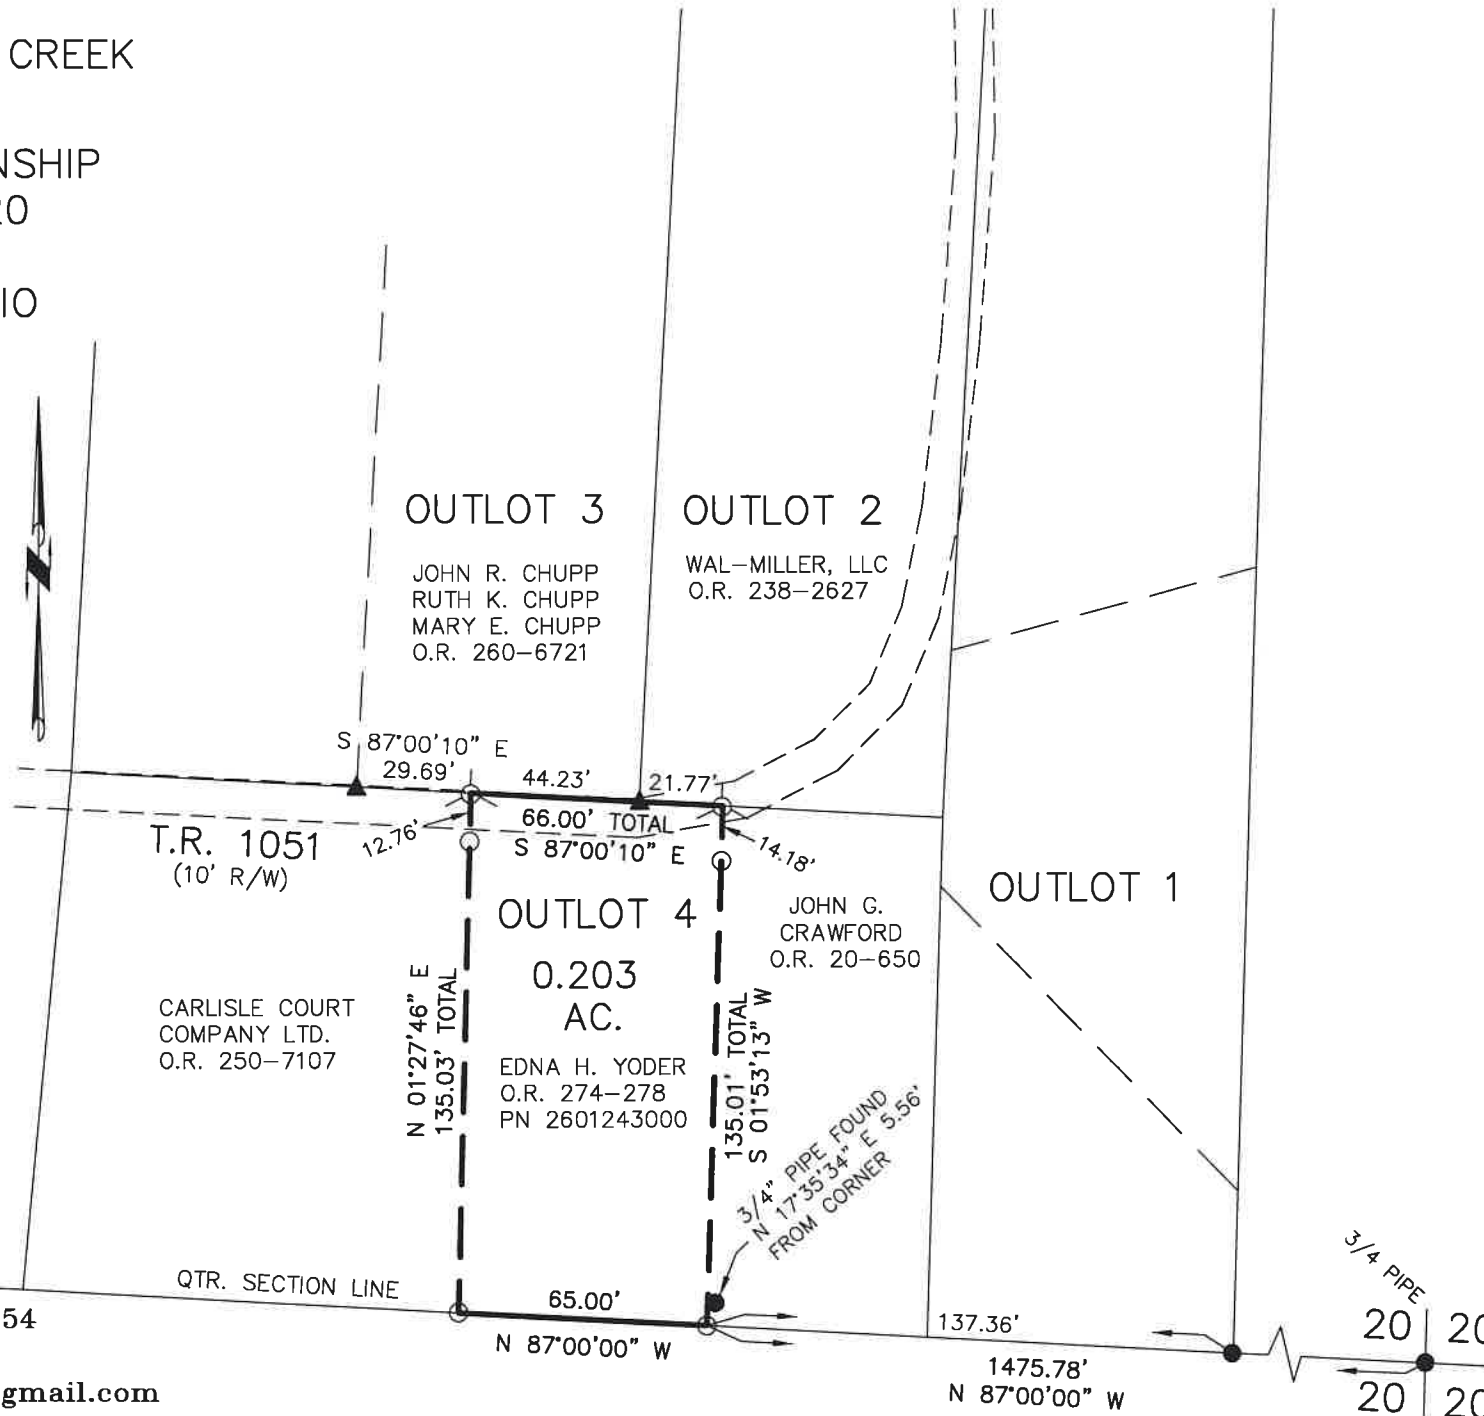 CREEK
NSHIP
20
IO
OUTLOT 3
JOHN R. CHUPP
RUTH K. CHUPP
MARY E. CHUPP
O.R. 260-6721
OUTLOT 2
WAL-MILLER, LLC
O.R. 238-2627
N
S 87°00'10" E
29.69'
44.23'
21.77'
66.00' TOTAL
S 87°00'10" E
12.76'
14.18'
T.R. 1051
(10' R/W)
OUTLOT 4
0.203
AC.
EDNA H. YODER
O.R. 274-278
PN 2601243000
JOHN G.
CRAWFORD
O.R. 20-650
OUTLOT 1
CARLISLE COURT
COMPANY LTD.
O.R. 250-7107
N 01°27'46" E
135.03' TOTAL
135.01' TOTAL
S 01°53'13" W
3/4" PIPE FOUND
N 17°35'34" E 5.56'
FROM CORNER
QTR. SECTION LINE
65.00'
N 87°00'00" W
137.36'
1475.78'
N 87°00'00" W
3/4 PIPE
20 20
20 20
54
gmail.com